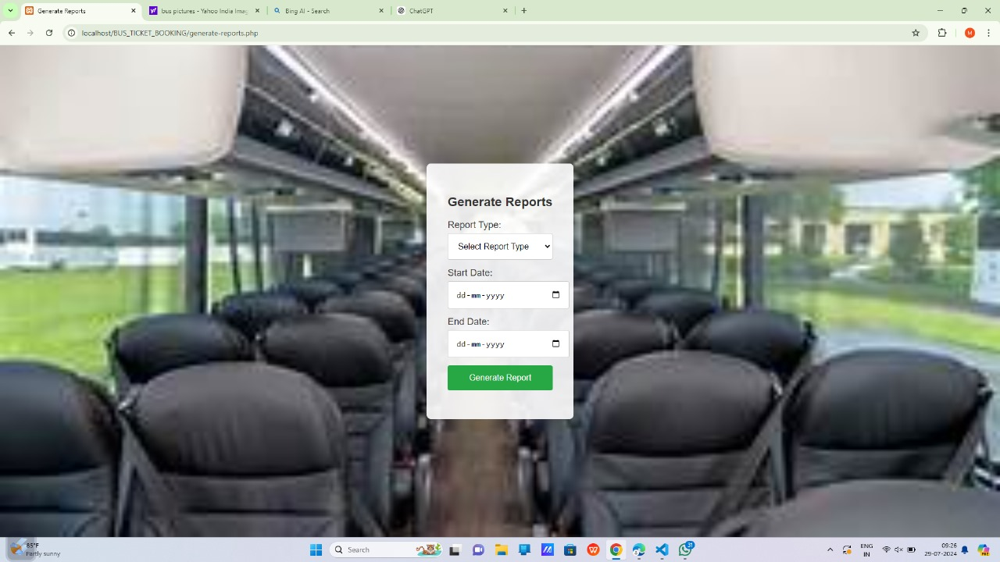 Generate Reports
bus pictures - Yahoo India Imag
Bing AI - Search
ChatGPT
localhost/BUS_TICKET_BOOKING/generate-reports.php
M
Generate Reports
Report Type:
Select Report Type
Start Date:
dd-mm-yyyy
End Date:
dd-mm-yyyy
Generate Report
85°F
Partly sunny
Search
31
ENG
IN
09:26
29-07-2024